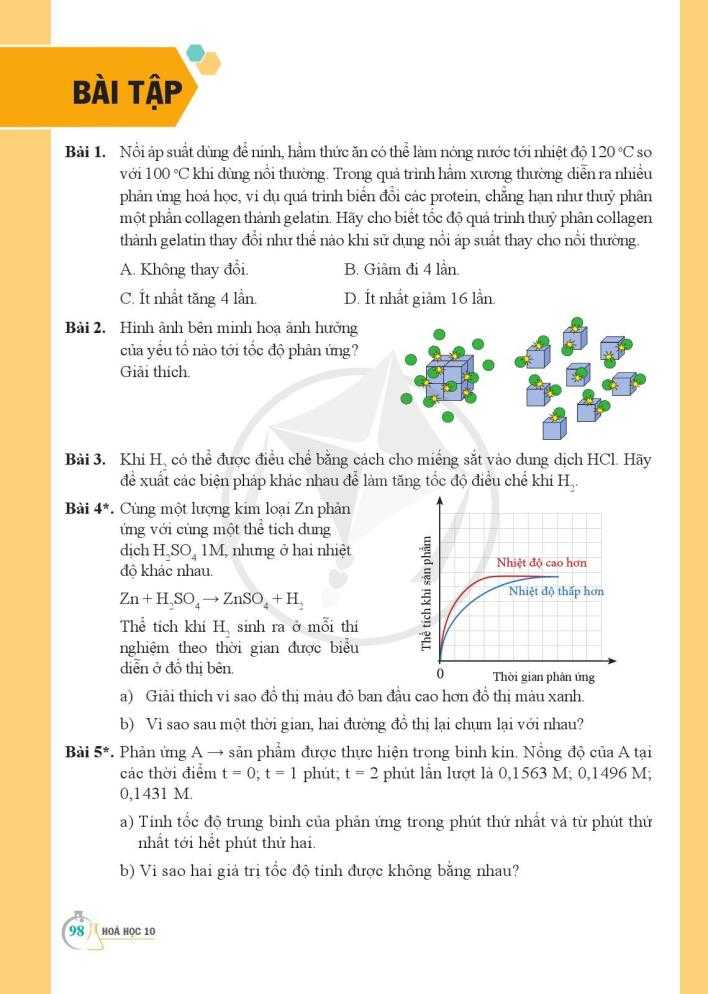 BÀI TẬP
Bài 1. Nồi áp suất dùng để ninh, hầm thức ăn có thể làm nóng nước tới nhiệt độ 120 °C so
với 100 °C khi dùng nồi thường. Trong quá trình hầm xương thường diễn ra nhiều
phản ứng hoá học, ví dụ quá trình biến đổi các protein, chẳng hạn như thuỷ phân
một phần collagen thành gelatin. Hãy cho biết tốc độ quá trình thuỷ phân collagen
thành gelatin thay đổi như thế nào khi sử dụng nồi áp suất thay cho nồi thường.
A. Không thay đổi. B. Giảm đi 4 lần.
C. Ít nhất tăng 4 lần. D. Ít nhất giảm 16 lần.
Bài 2. Hình ảnh bên minh hoạ ảnh hưởng
của yếu tố nào tới tốc độ phản ứng?
Giải thích.
Bài 3. Khí H₂ có thể được điều chế bằng cách cho miếng sắt vào dung dịch HCl. Hãy
đề xuất các biện pháp khác nhau để làm tăng tốc độ điều chế khí H₂.
Bài 4*. Cùng một lượng kim loại Zn phản
ứng với cùng một thể tích dung
dịch H₂SO₄ 1M, nhưng ở hai nhiệt
độ khác nhau.
Zn + H₂SO₄ → ZnSO₄ + H₂
Thể tích khí H₂ sinh ra ở mỗi thí
nghiệm theo thời gian được biểu
diễn ở đồ thị bên.
Thể tích khí sản phẩm
Nhiệt độ cao hơn
Nhiệt độ thấp hơn
0
Thời gian phản ứng
a) Giải thích vì sao đồ thị màu đỏ ban đầu cao hơn đồ thị màu xanh.
b) Vì sao sau một thời gian, hai đường đồ thị lại chụm lại với nhau?
Bài 5*. Phản ứng A → sản phẩm được thực hiện trong bình kín. Nồng độ của A tại
các thời điểm t = 0; t = 1 phút; t = 2 phút lần lượt là 0,1563 M; 0,1496 M;
0,1431 M.
a) Tính tốc độ trung bình của phản ứng trong phút thứ nhất và từ phút thứ
nhất tới hết phút thứ hai.
b) Vì sao hai giá trị tốc độ tính được không bằng nhau?
98 HOÁ HỌC 10